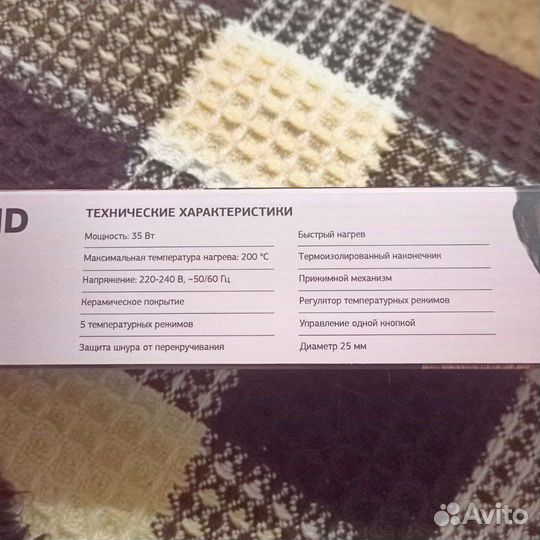 ND
ТЕХНИЧЕСКИЕ ХАРАКТЕРИСТИКИ
Мощность: 35 Вт
Максимальная температура нагрева: 200 °С
Напряжение: 220-240 В, ~50/60 Гц
Керамическое покрытие
5 температурных режимов
Защита шнура от перекручивания
Быстрый нагрев
Термоизолированный наконечник
Прижимной механизм
Регулятор температурных режимов
Управление одной кнопкой
Диаметр 25 мм
Avito